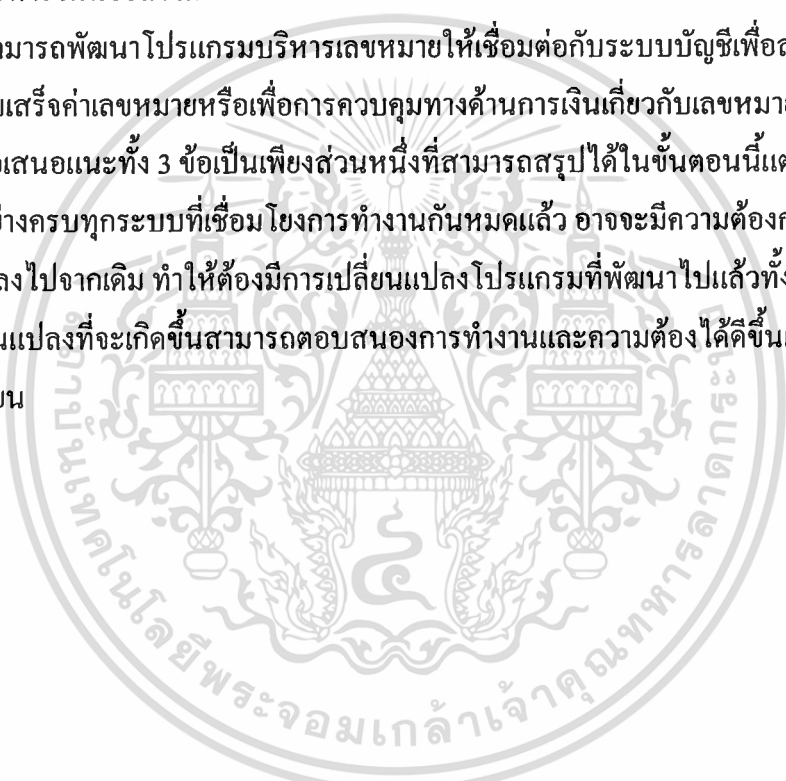 ามารถพัฒนาโปรแกรมบริหารเลขหมายให้เชื่อมต่อกับระบบบัญชีเพื่อ
เสร็จค่าเลขหมายหรือเพื่อการควบคุมทางด้านการเงินเกี่ยวกับเลขหมา
เสนอแนะทั้ง 3 ข้อเป็นเพียงส่วนหนึ่งที่สามารถสรุปได้ในขั้นตอนนี้แต่
างครบทุกระบบที่เชื่อมโยงการทำงานกันหมดแล้ว อาจจะมีความต้องก
ลงไปจากเดิม ทำให้ต้องมีการเปลี่ยนแปลงโปรแกรมที่พัฒนาไปแล้วทั้ง
นแปลงที่จะเกิดขึ้นสามารถตอบสนองการทำงานและความต้องได้ดีขึ้น
ยน
สถาบันเทคโนโลยีพระจอมเกล้าเจ้าคุณทหารลาดกระบัง